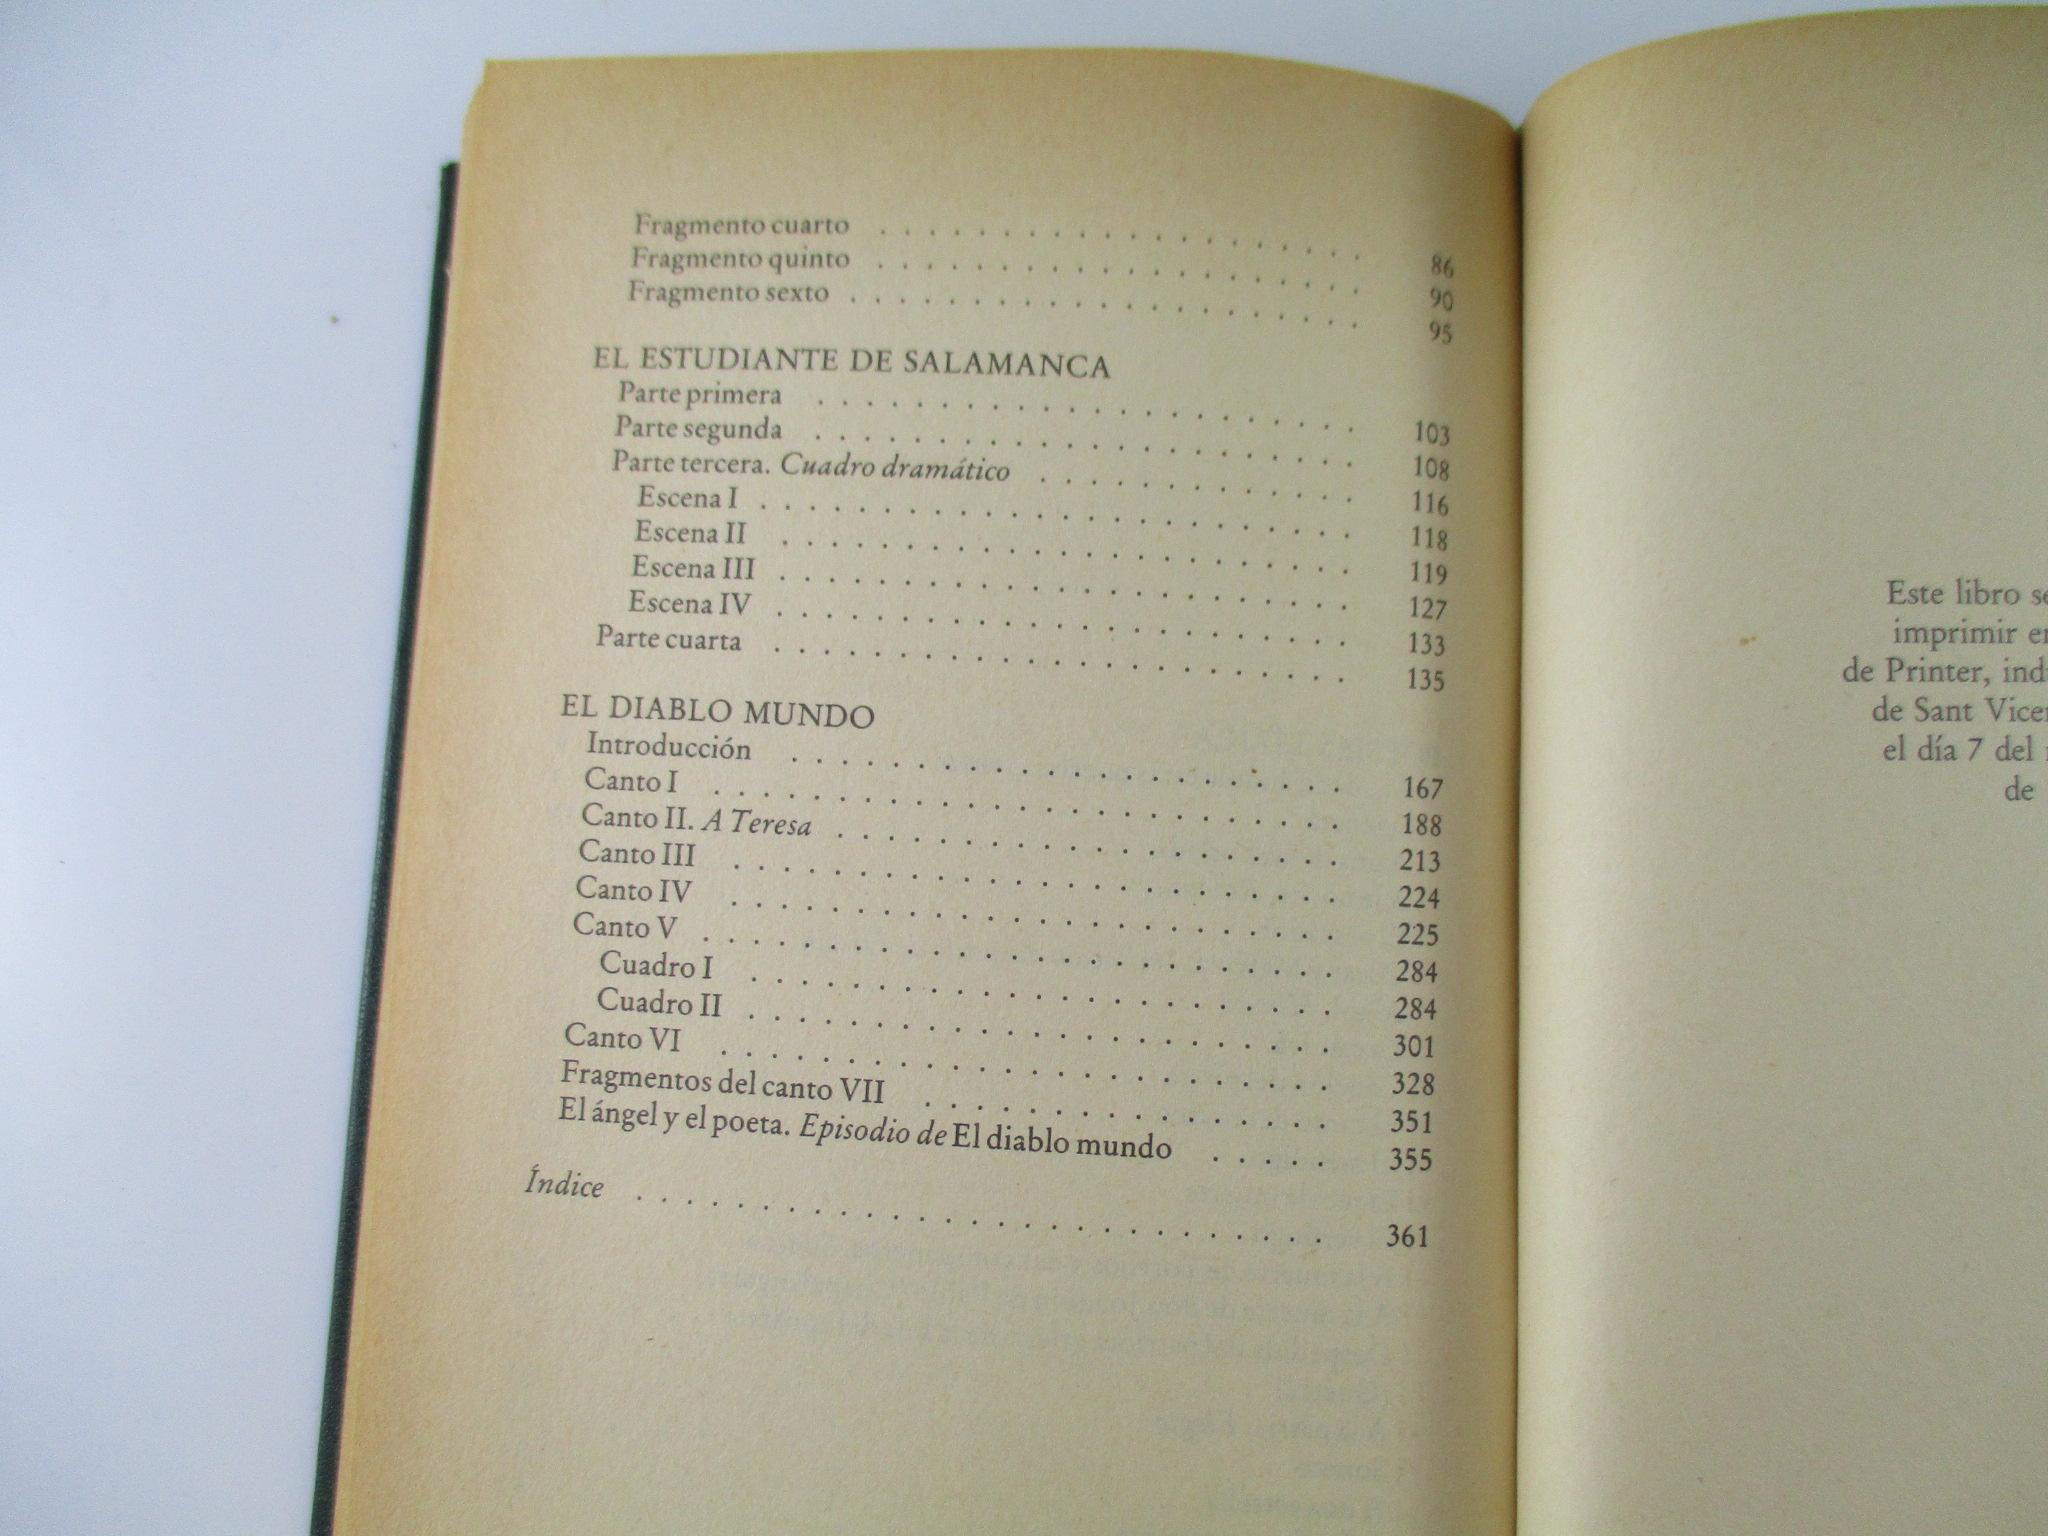 Fragmento cuarto . . . . . . . . . . . . . . . . . . . . 86
Fragmento quinto . . . . . . . . . . . . . . . . . . . . 90
Fragmento sexto . . . . . . . . . . . . . . . . . . . . . 95
EL ESTUDIANTE DE SALAMANCA
Parte primera . . . . . . . . . . . . . . . . . . . . . . 103
Parte segunda . . . . . . . . . . . . . . . . . . . . . . 108
Parte tercera. Cuadro dramático . . . . . . . . . . . . . 116
Escena I . . . . . . . . . . . . . . . . . . . . . . . . 118
Escena II . . . . . . . . . . . . . . . . . . . . . . . 119
Escena III . . . . . . . . . . . . . . . . . . . . . . . 127
Escena IV . . . . . . . . . . . . . . . . . . . . . . . 133
Parte cuarta . . . . . . . . . . . . . . . . . . . . . . . 135
EL DIABLO MUNDO
Introducción . . . . . . . . . . . . . . . . . . . . . . 167
Canto I . . . . . . . . . . . . . . . . . . . . . . . . . 188
Canto II. A Teresa . . . . . . . . . . . . . . . . . . . . 213
Canto III . . . . . . . . . . . . . . . . . . . . . . . . 224
Canto IV . . . . . . . . . . . . . . . . . . . . . . . . 225
Canto V . . . . . . . . . . . . . . . . . . . . . . . . . 284
Cuadro I . . . . . . . . . . . . . . . . . . . . . . . . 284
Cuadro II . . . . . . . . . . . . . . . . . . . . . . . . 301
Canto VI . . . . . . . . . . . . . . . . . . . . . . . . 328
Fragmentos del canto VII . . . . . . . . . . . . . . . . . 351
El ángel y el poeta. Episodio de El diablo mundo . . . . . 355
Índice . . . . . . . . . . . . . . . . . . . . . . . . . . . 361
Este libro
imprimir
de Printer,
de Sant
el día 7 del
de